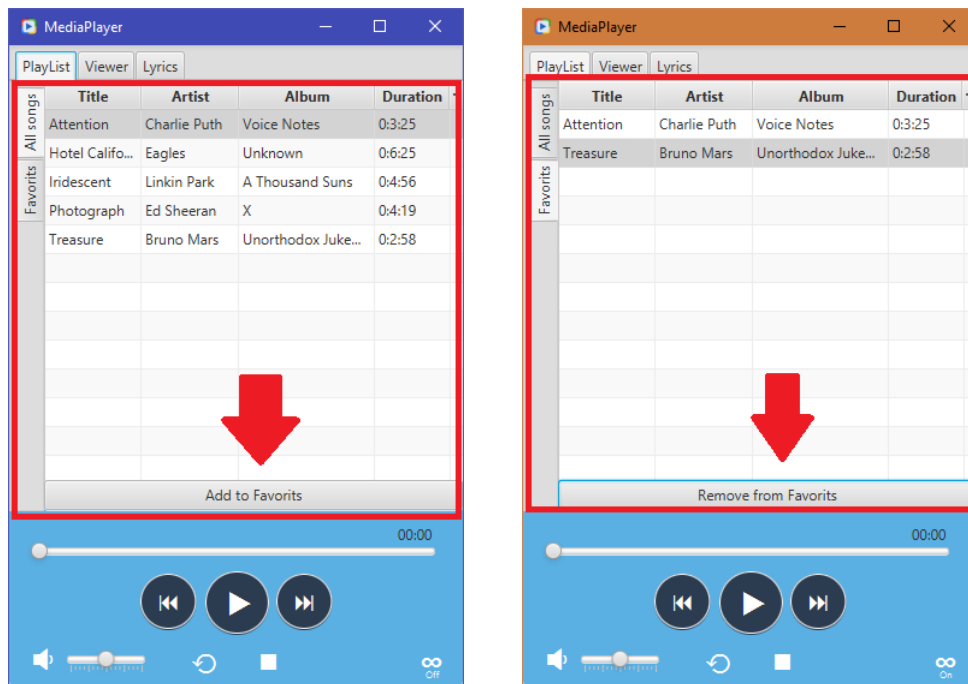 MediaPlayer
PlayList Viewer Lyrics
All songs
Favorits
Title Artist Album Duration
Attention Charlie Puth Voice Notes 0:3:25
Hotel Califo... Eagles Unknown 0:6:25
Iridescent Linkin Park A Thousand Suns 0:4:56
Photograph Ed Sheeran X 0:4:19
Treasure Bruno Mars Unorthodox Juke... 0:2:58
Add to Favorits
00:00
Off
MediaPlayer
PlayList Viewer Lyrics
All songs
Favorits
Title Artist Album Duration
Attention Charlie Puth Voice Notes 0:3:25
Treasure Bruno Mars Unorthodox Juke... 0:2:58
Remove from Favorits
00:00
On